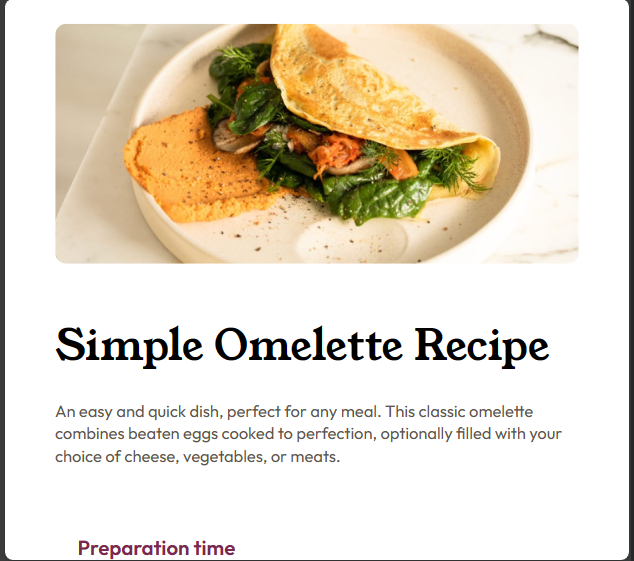 Simple Omelette Recipe
An easy and quick dish, perfect for any meal. This classic omelette
combines beaten eggs cooked to perfection, optionally filled with your
choice of cheese, vegetables, or meats.
Preparation time